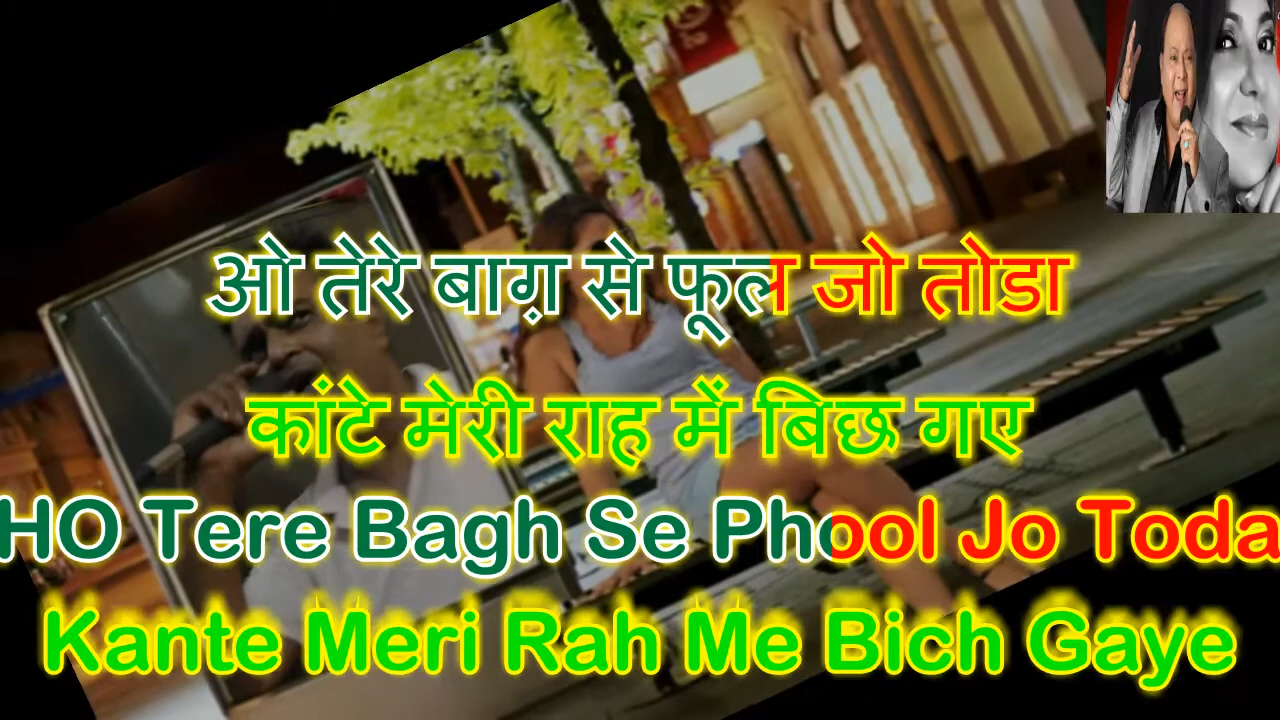 ओ तेरे बाग़ से फूल जो तोडा
कांटे मेरी राह में बिछ गए
HO Tere Bagh Se Phool Jo Toda
Kante Meri Rah Me Bich Gaye